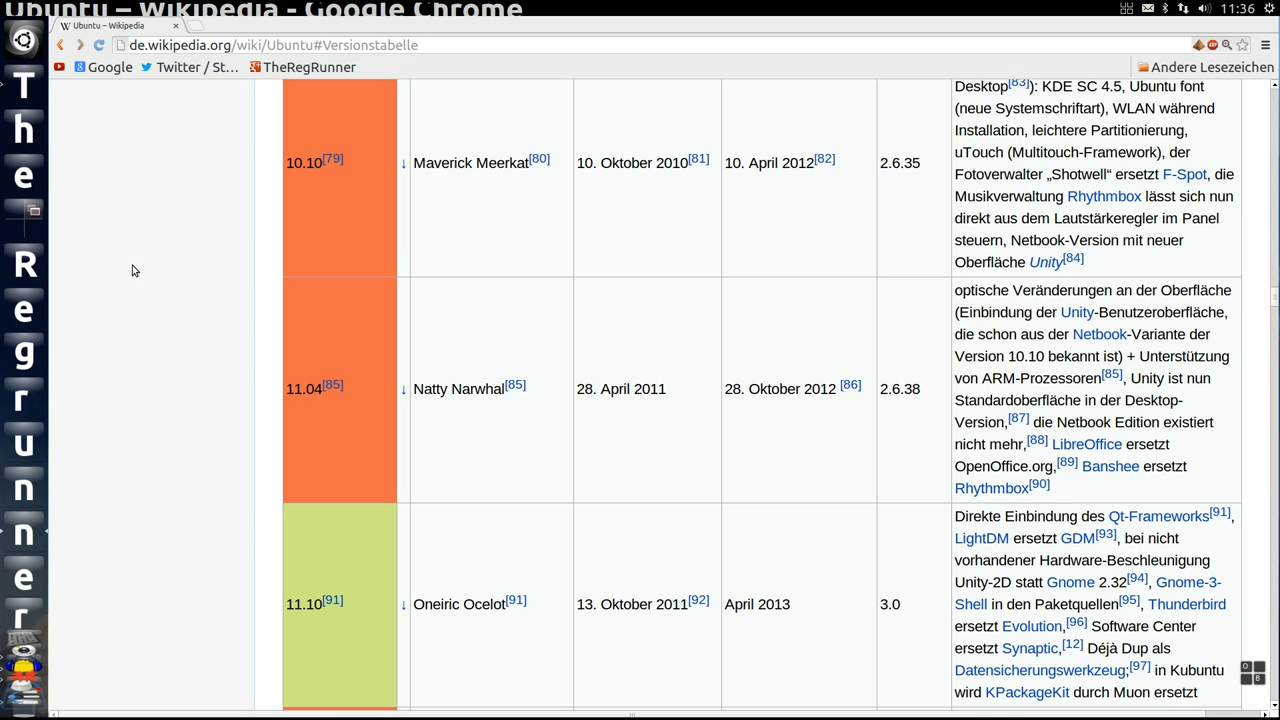 Ubuntu – Wikipedia - Google Chrome
11:36
Ubuntu – Wikipedia
de.wikipedia.org/wiki/Ubuntu#Versionstabelle
Google
Twitter / St...
TheRegRunner
Andere Lesezeichen
The
Regrunner
10.10[79]
↓
Maverick Meerkat[80]
10. Oktober 2010[81]
10. April 2012[82]
2.6.35
Desktop[83]): KDE SC 4.5, Ubuntu font
(neue Systemschriftart), WLAN während
Installation, leichtere Partitionierung,
uTouch (Multitouch-Framework), der
Fotoverwalter „Shotwell“ ersetzt F-Spot, die
Musikverwaltung Rhythmbox lässt sich nun
direkt aus dem Lautstärkeregler im Panel
steuern, Netbook-Version mit neuer
Oberfläche Unity[84]
11.04[85]
↓
Natty Narwhal[85]
28. April 2011
28. Oktober 2012 [86]
2.6.38
optische Veränderungen an der Oberfläche
(Einbindung der Unity-Benutzeroberfläche,
die schon aus der Netbook-Variante der
Version 10.10 bekannt ist) + Unterstützung
von ARM-Prozessoren[85], Unity ist nun
Standardoberfläche in der Desktop-
Version,[87] die Netbook Edition existiert
nicht mehr,[88] LibreOffice ersetzt
OpenOffice.org,[89] Banshee ersetzt
Rhythmbox[90]
11.10[91]
↓
Oneiric Ocelot[91]
13. Oktober 2011[92]
April 2013
3.0
Direkte Einbindung des Qt-Frameworks[91],
LightDM ersetzt GDM[93], bei nicht
vorhandener Hardware-Beschleunigung
Unity-2D statt Gnome 2.32[94], Gnome-3-
Shell in den Paketquellen[95], Thunderbird
ersetzt Evolution,[96] Software Center
ersetzt Synaptic,[12] Déjà Dup als
Datensicherungswerkzeug;[97] in Kubuntu
wird KPackageKit durch Muon ersetzt